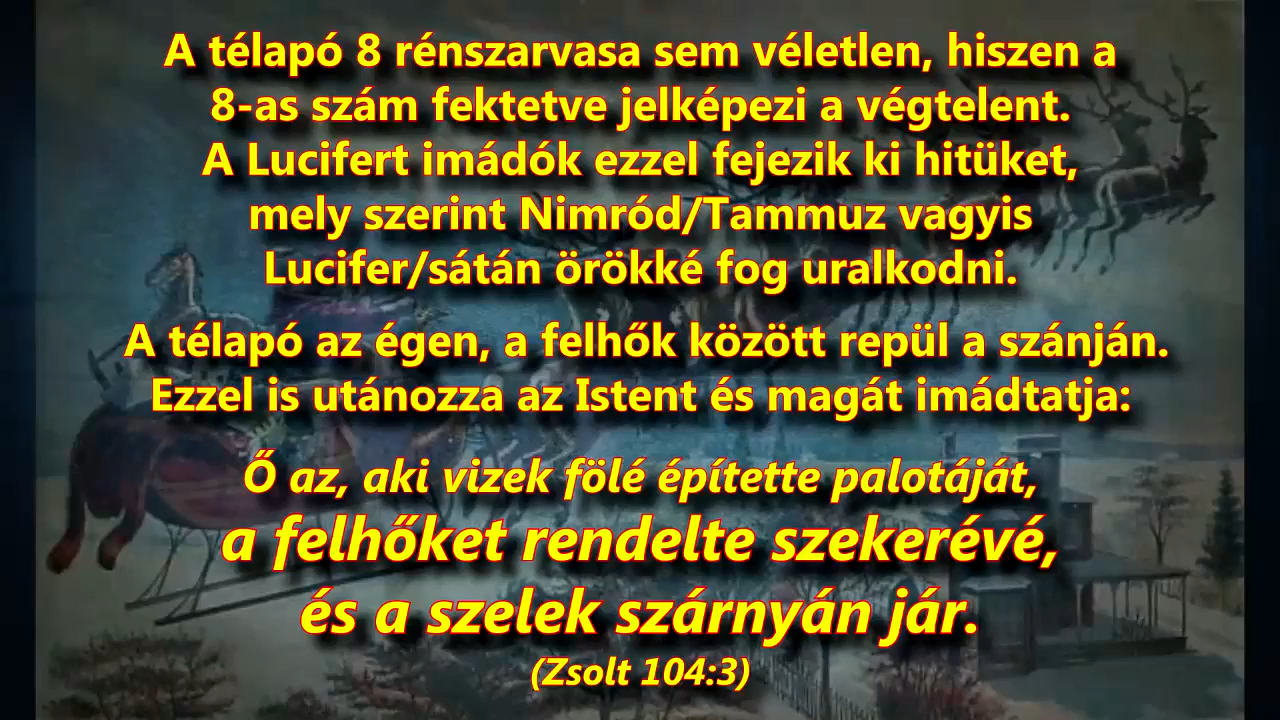 A télapó 8 rénszarvasa sem véletlen, hiszen a
8-as szám fektetve jelképezi a végtelent.
A Lucifert imádók ezzel fejezik ki hitüket,
mely szerint Nimród/Tammuz vagyis
Lucifer/sátán örökké fog uralkodni.
A télapó az égen, a felhők között repül a szánján.
Ezzel is utánozza az Istent és magát imádtatja:
Ő az, aki vizek fölé építette palotáját,
a felhőket rendelte szekerévé,
és a szelek szárnyán jár.
(Zsolt 104:3)